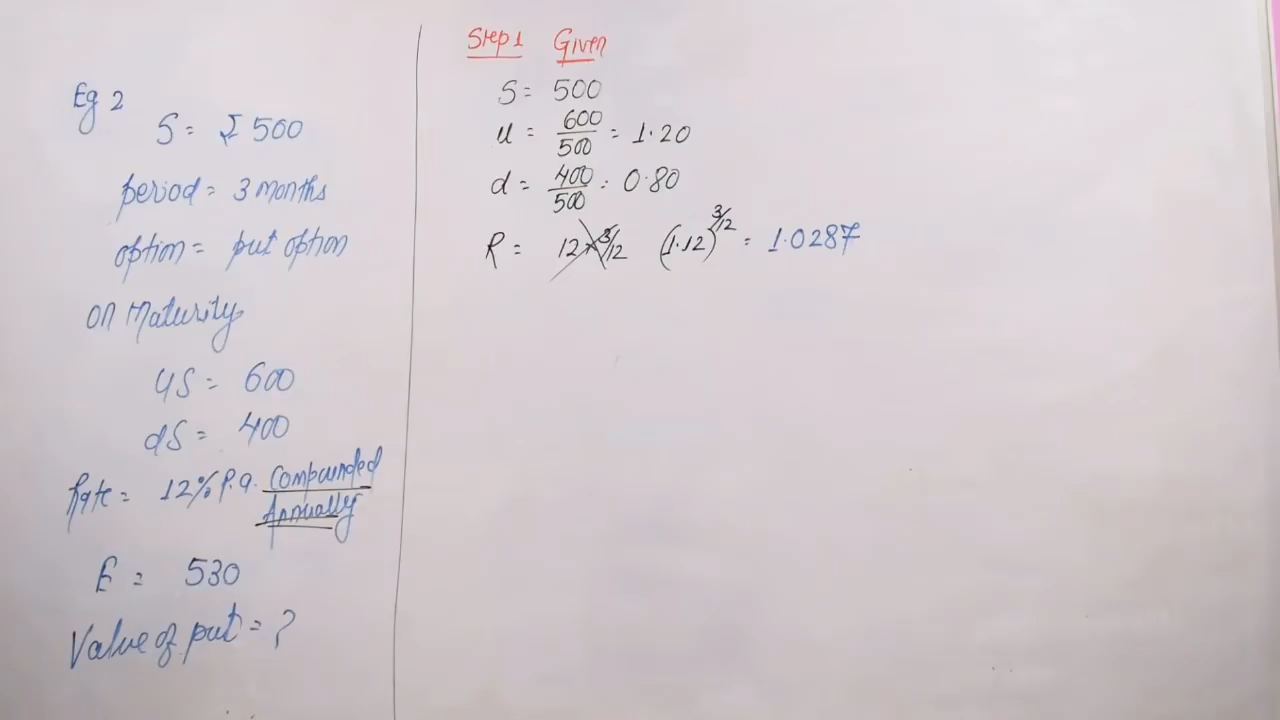 Eg 2
S = ₹ 500
period = 3 months
option = put option
on Maturity
uS = 600
dS = 400
Rate = 12% P.a. Compounded
Annually
E = 530
Value of put = ?
Step 1 Given
S = 500
u = 600/500 = 1.20
d = 400/500 = 0.80
R = 12 × 3/12 (1.12)^3/12 = 1.0287